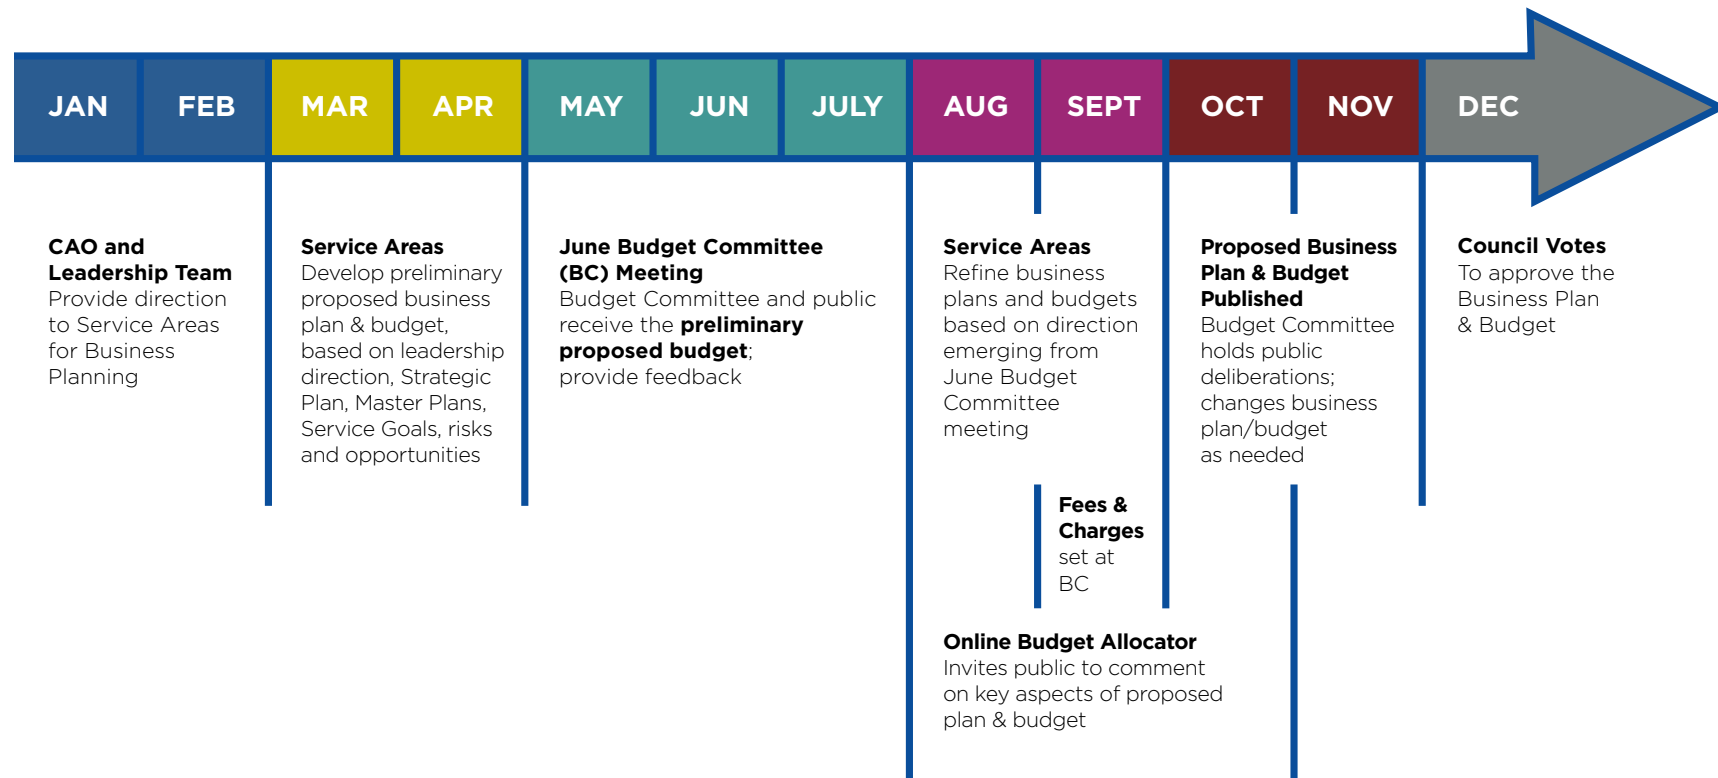 JAN FEB MAR APR MAY JUN JULY AUG SEPT OCT NOV DEC
CAO and
Leadership Team
Provide direction
to Service Areas
for Business
Planning
Service Areas
Develop preliminary
proposed business
plan & budget,
based on leadership
direction, Strategic
Plan, Master Plans,
Service Goals, risks
and opportunities
June Budget Committee
(BC) Meeting
Budget Committee and public
receive the preliminary
proposed budget;
provide feedback
Service Areas
Refine business
plans and budgets
based on direction
emerging from
June Budget
Committee
meeting
Fees &
Charges
set at
BC
Online Budget Allocator
Invites public to comment
on key aspects of proposed
plan & budget
Proposed Business
Plan & Budget
Published
Budget Committee
holds public
deliberations;
changes business
plan/budget
as needed
Council Votes
To approve the
Business Plan
& Budget